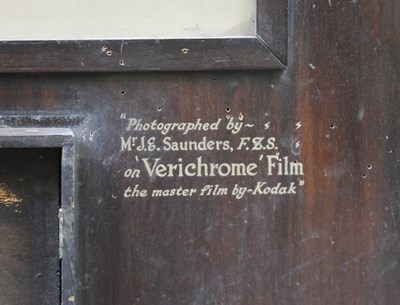 "Photographed by~
Mr J.E. Saunders, F.Z.S.
on 'Verichrome' Film
the master film by-Kodak"